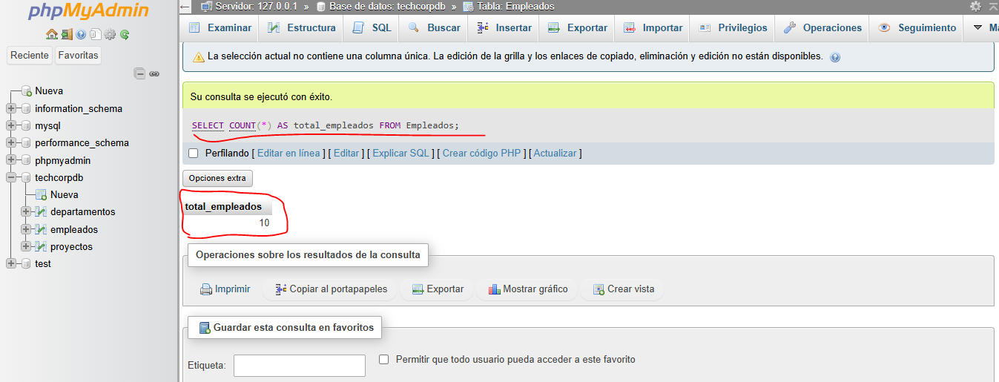 phpMyAdmin
Reciente Favoritas
Nueva
information_schema
mysql
performance_schema
phpmyadmin
techcorpdb
Nueva
departamentos
empleados
proyectos
test
Servidor: 127.0.0.1 » Base de datos: techcorpdb » Tabla: Empleados
Examinar Estructura SQL Buscar Insertar Exportar Importar Privilegios Operaciones Seguimiento
La selección actual no contiene una columna única. La edición de la grilla y los enlaces de copiado, eliminación y edición no están disponibles.
Su consulta se ejecutó con éxito.
SELECT COUNT(*) AS total_empleados FROM Empleados;
Perfilando [ Editar en línea ] [ Editar ] [ Explicar SQL ] [ Crear código PHP ] [ Actualizar ]
Opciones extra
total_empleados
10
Operaciones sobre los resultados de la consulta
Imprimir Copiar al portapapeles Exportar Mostrar gráfico Crear vista
Guardar esta consulta en favoritos
Etiqueta: Permitir que todo usuario pueda acceder a este favorito